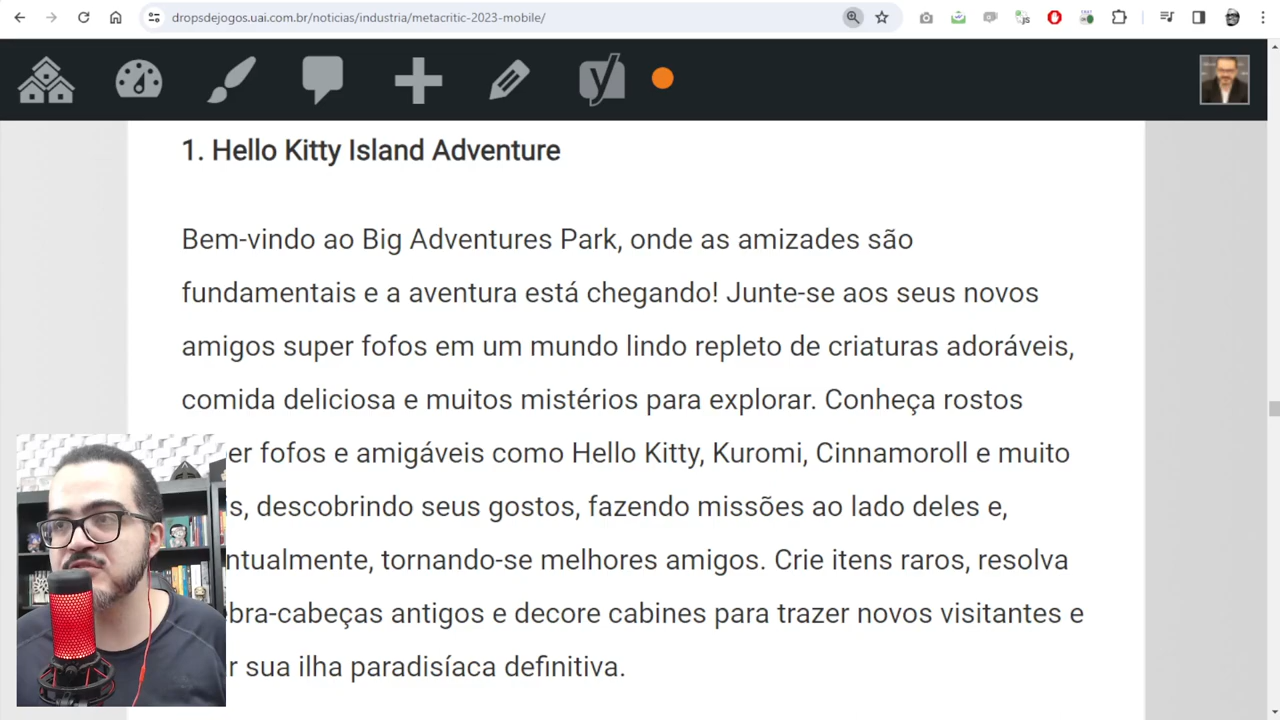 dropsdejogos.uai.com.br/noticias/industria/metacritic-2023-mobile/
1. Hello Kitty Island Adventure
Bem-vindo ao Big Adventures Park, onde as amizades são
fundamentais e a aventura está chegando! Junte-se aos seus novos
amigos super fofos em um mundo lindo repleto de criaturas adoráveis,
comida deliciosa e muitos mistérios para explorar. Conheça rostos
fofos e amigáveis como Hello Kitty, Kuromi, Cinnamoroll e muito
descobrindo seus gostos, fazendo missões ao lado deles e,
tornando-se melhores amigos. Crie itens raros, resolva
antigos e decore cabines para trazer novos visitantes e
sua ilha paradisíaca definitiva.